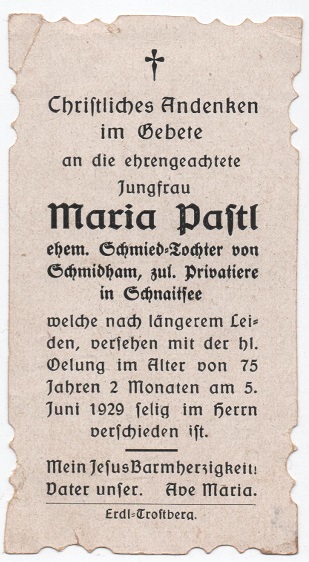 †
Christliches Andenken
im Gebete
an die ehrengeachtete
Jungfrau
Maria Pastl
ehem. Schmied-Tochter von
Schmidham, zul. Privatiere
in Schnaitsee
welche nach längerem Lei-
den, versehen mit der hl.
Oelung im Alter von 75
Jahren 2 Monaten am 5.
Juni 1929 selig im Herrn
verschieden ist.
Mein Jesus Barmherzigkeit!
Vater unser. Ave Maria.
Erdl-Trostberg.